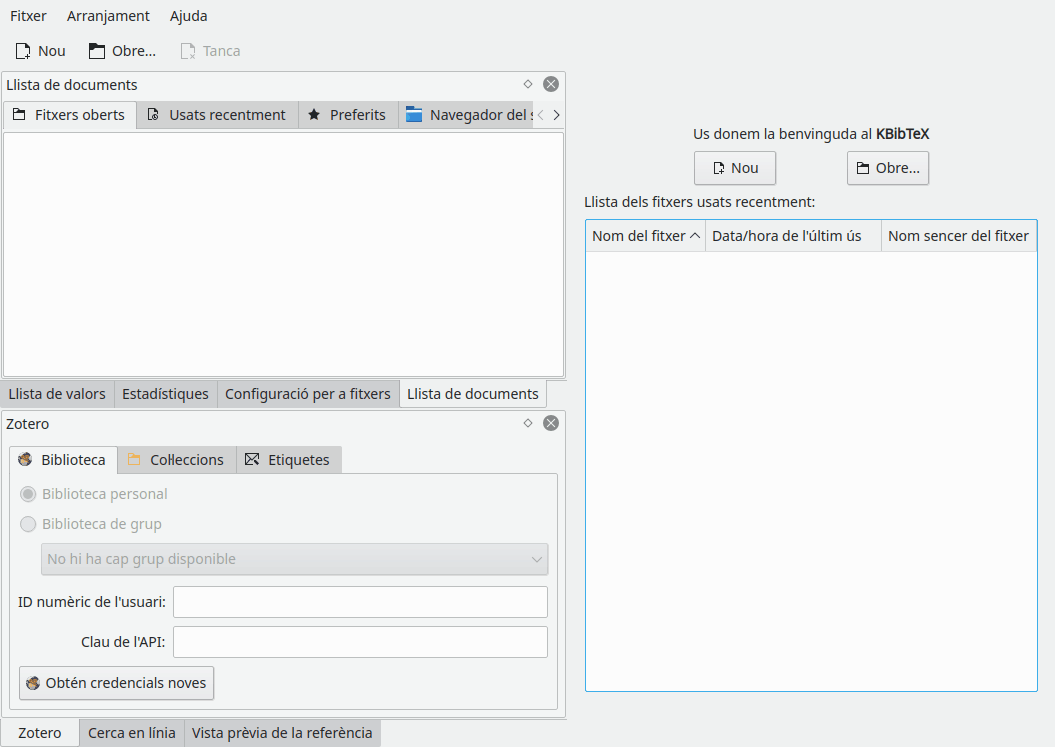 Fitxer Arranjament Ajuda
Nou Obre... Tanca
Llista de documents
Fitxers oberts Usats recentment Preferits Navegador del
Us donem la benvinguda al KBibTeX
Nou Obre...
Llista dels fitxers usats recentment:
Nom del fitxer Data/hora de l'últim ús Nom sencer del fitxer
Llista de valors Estadístiques Configuració per a fitxers Llista de documents
Zotero
Biblioteca Col·leccions Etiquetes
Biblioteca personal
Biblioteca de grup
No hi ha cap grup disponible
ID numèric de l'usuari:
Clau de l'API:
Obtén credencials noves
Zotero Cerca en línia Vista prèvia de la referència